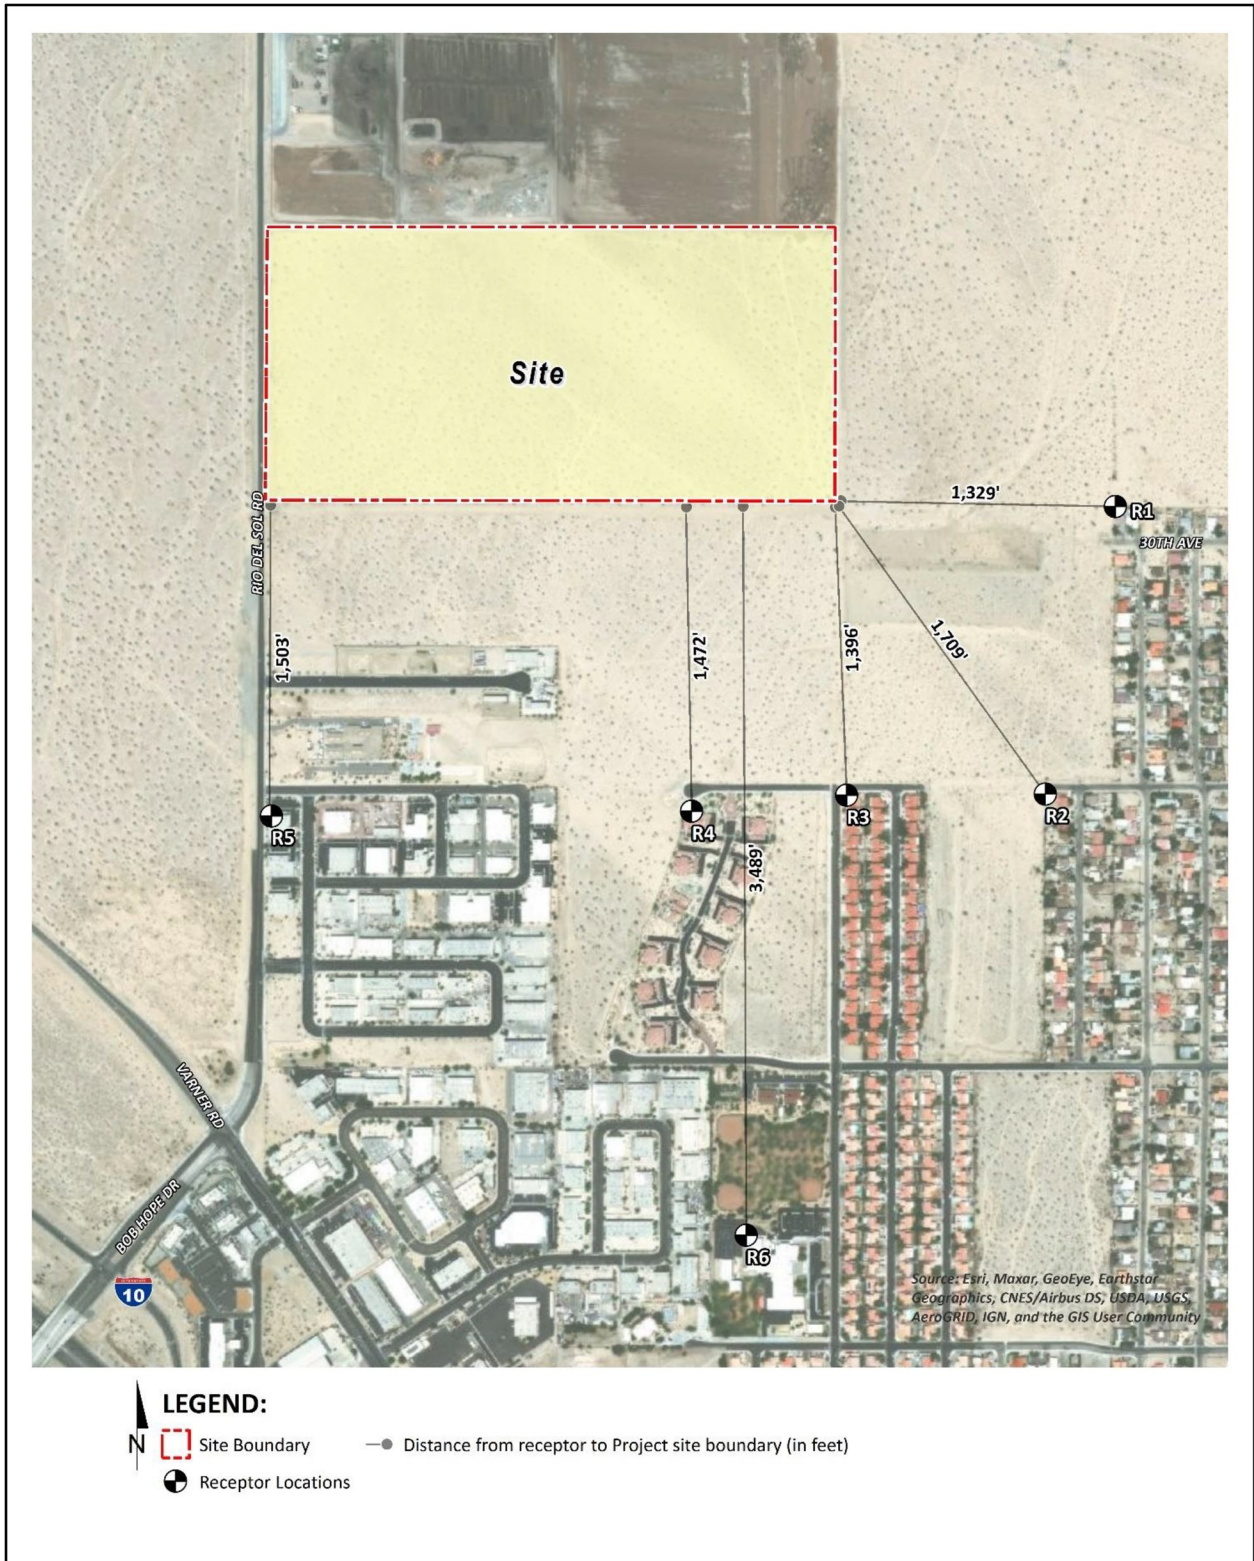 Site
RIO DEL SOL RD
1,329'
R1
30TH AVE
1,503'
1,472'
1,396'
1,709'
R5
R4
3,489'
R3
R2
VARNER RD
BOB HOPE DR
10
R6
Source: Esri, Maxar, GeoEye, Earthstar
Geographics, CNES/Airbus DS, USDA, USGS,
AeroGRID, IGN, and the GIS User Community
N
LEGEND:
Site Boundary
Distance from receptor to Project site boundary (in feet)
Receptor Locations